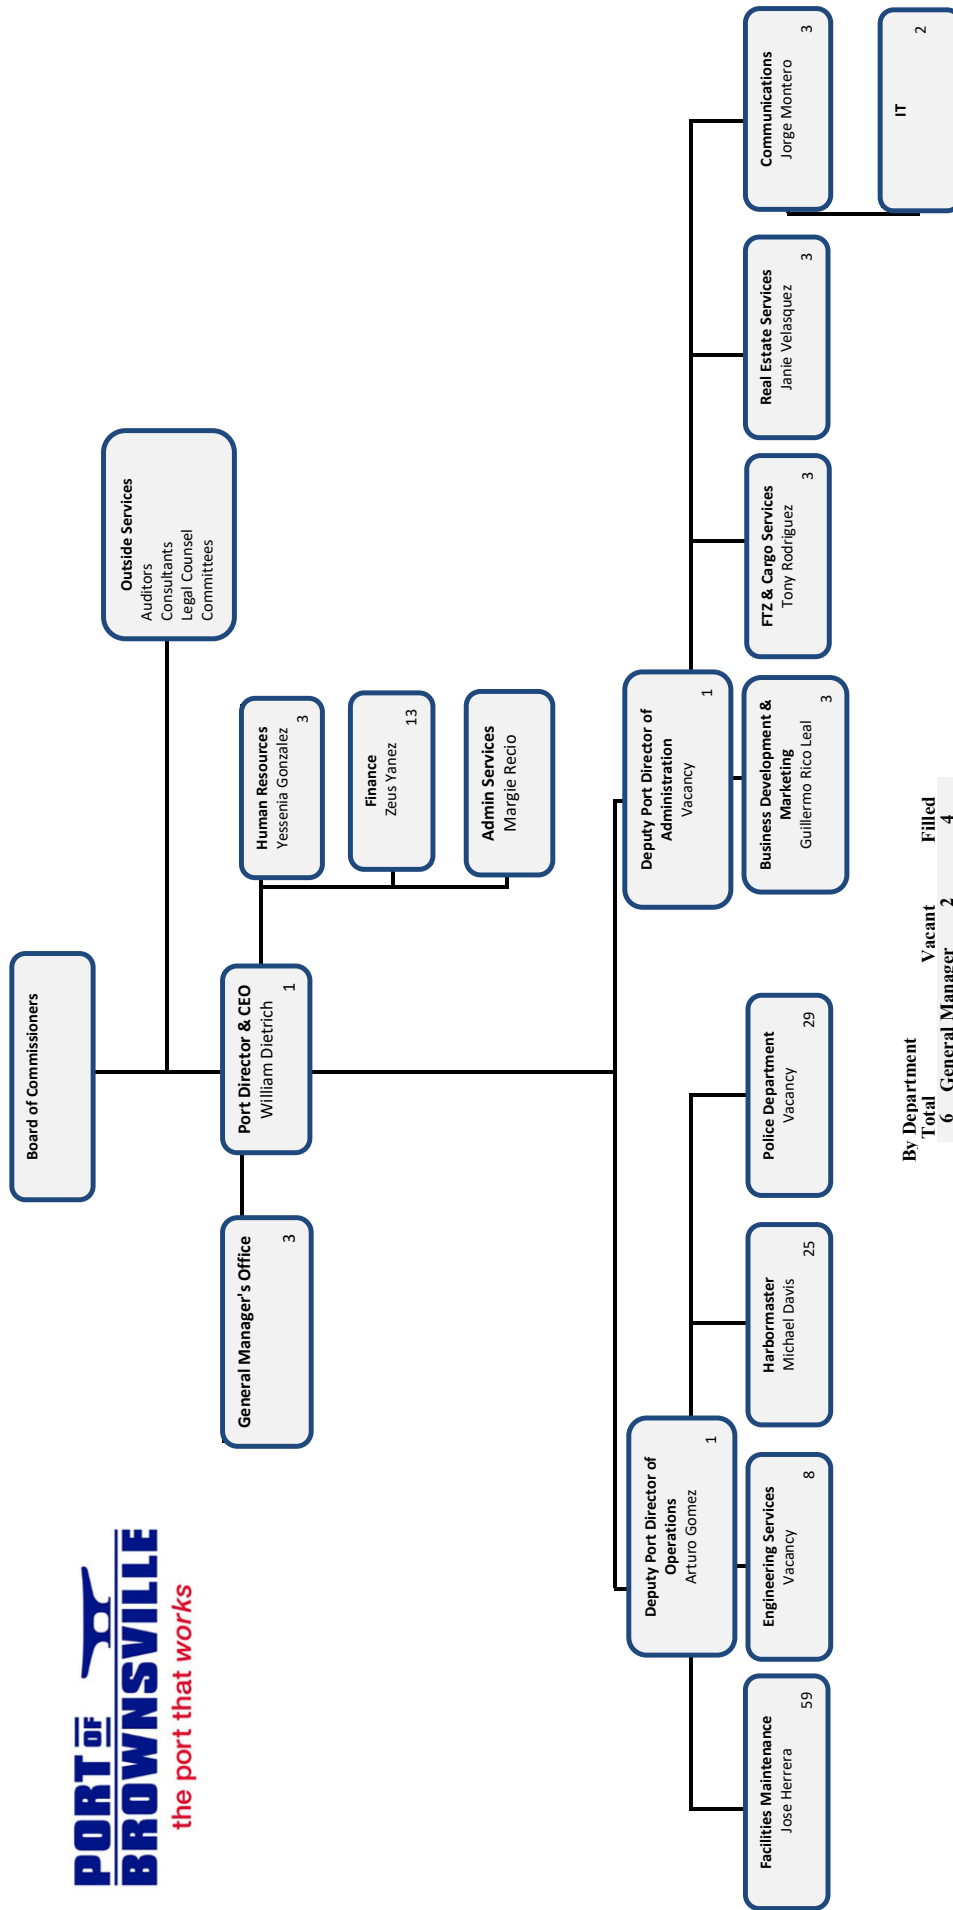 PORT OF
BROWNSVILLE
the port that works
Board of Commissioners
Outside Services
Auditors
Consultants
Legal Counsel
Committees
General Manager's Office
3
Port Director & CEO
William Dietrich
1
Human Resources
Yessenia Gonzalez
3
Finance
Zeus Yanez
13
Admin Services
Margie Recio
Deputy Port Director of
Operations
Arturo Gomez
1
Deputy Port Director of
Administration
Vacancy
1
Facilities Maintenance
Jose Herrera
59
Engineering Services
Vacancy
8
Harbormaster
Michael Davis
25
Police Department
Vacancy
29
Business Development &
Marketing
Guillermo Rico Leal
3
FTZ & Cargo Services
Tony Rodriguez
3
Real Estate Services
Janie Velasquez
3
Communications
Jorge Montero
3
IT
2
By Department
Total Vacant Filled
6 General Manager 2 4